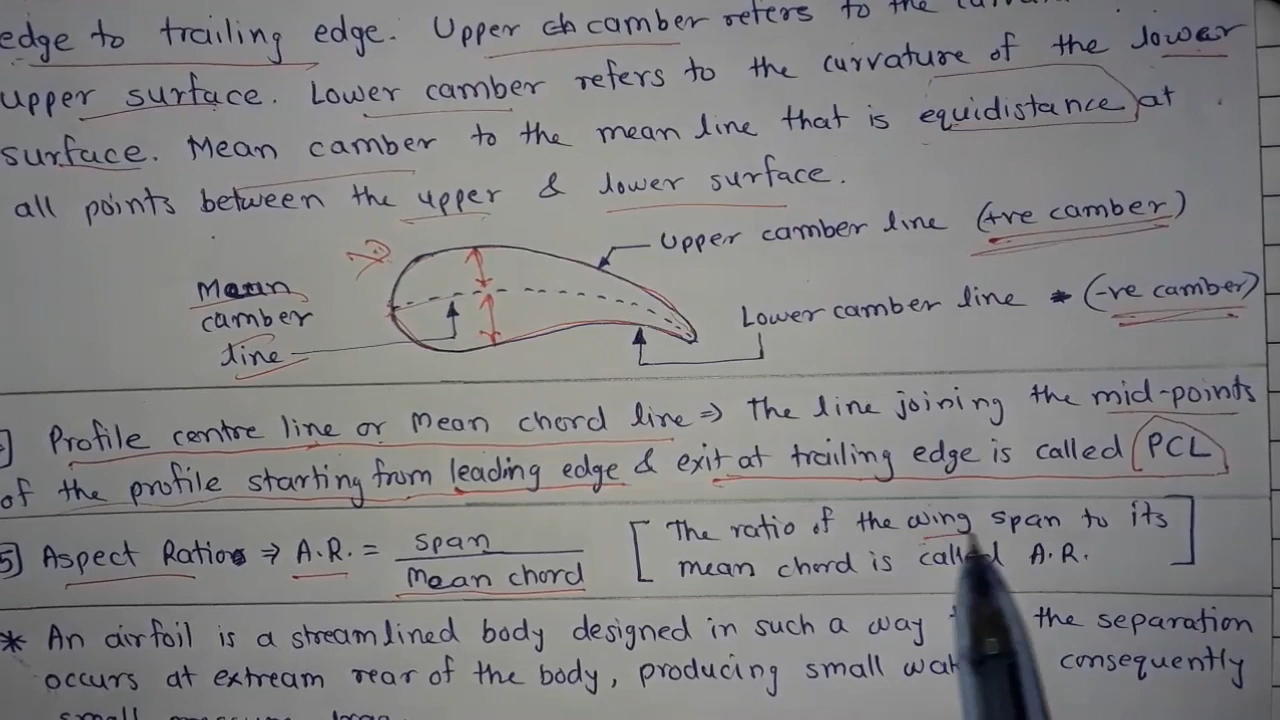 edge to trailing edge. Upper ch camber refers to the
upper surface. Lower camber refers to the curvature of the lower
surface. Mean camber to the mean line that is equidistance at
all points between the upper & lower surface.
Upper camber line (+ve camber)
Mean
camber
line
Lower camber line (-ve camber)
] Profile centre line or Mean chord line ⇒ The line joining the mid-points
of the profile starting from leading edge & exit at trailing edge is called PCL
5] Aspect Ratio ⇒ A.R. = span / Mean chord [The ratio of the wing span to its
mean chord is called A.R.]
* An airfoil is a streamlined body designed in such a way the separation
occurs at extream rear of the body, producing small consequently
small